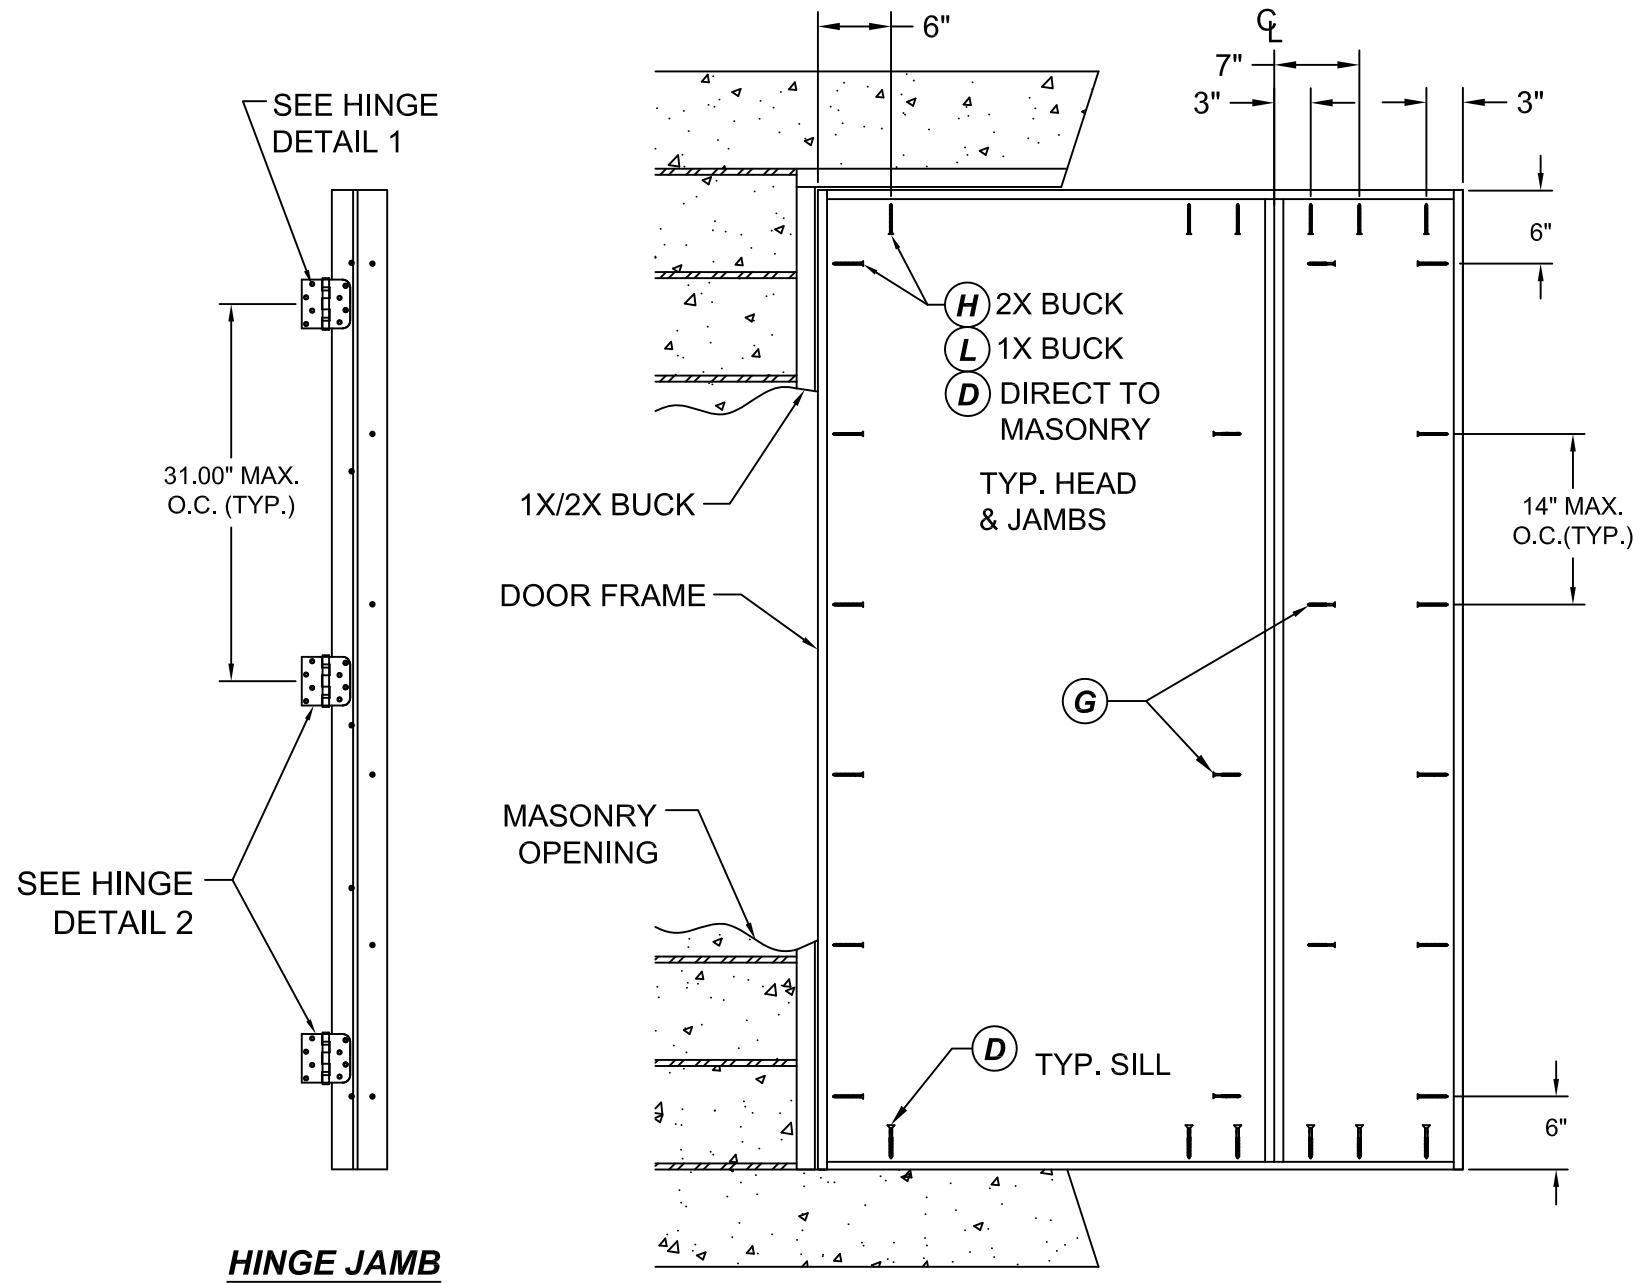 6"
C
L
7"
3"
3"
SEE HINGE
DETAIL 1
6"
H 2X BUCK
L 1X BUCK
D DIRECT TO
MASONRY
TYP. HEAD
& JAMBS
31.00" MAX.
O.C. (TYP.)
1X/2X BUCK
14" MAX.
O.C.(TYP.)
DOOR FRAME
G
MASONRY
OPENING
SEE HINGE
DETAIL 2
D TYP. SILL
6"
HINGE JAMB